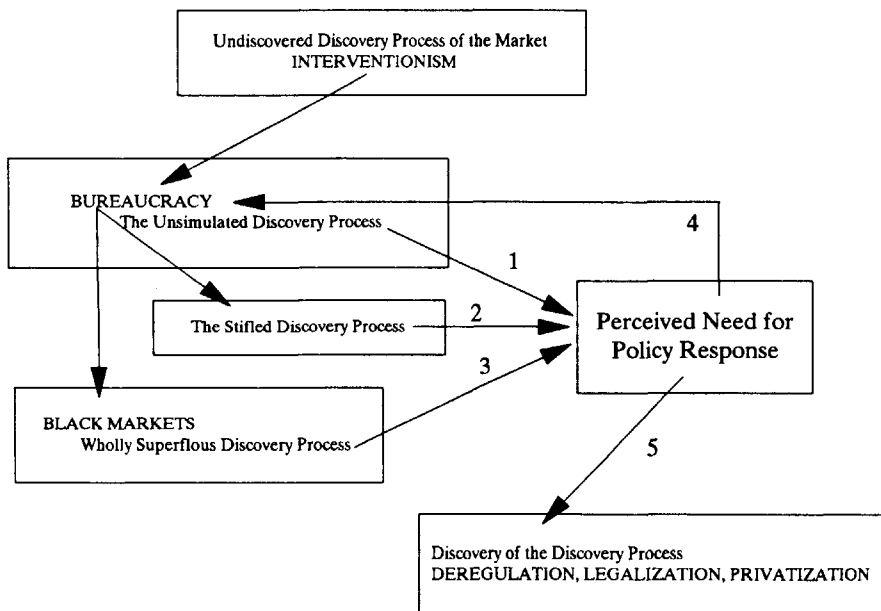 Undiscovered Discovery Process of the Market
INTERVENTIONISM
BUREAUCRACY
The Unsimulated Discovery Process
4
1
The Stifled Discovery Process
2
Perceived Need for
Policy Response
3
BLACK MARKETS
Wholly Superflous Discovery Process
5
Discovery of the Discovery Process
DEREGULATION, LEGALIZATION, PRIVATIZATION